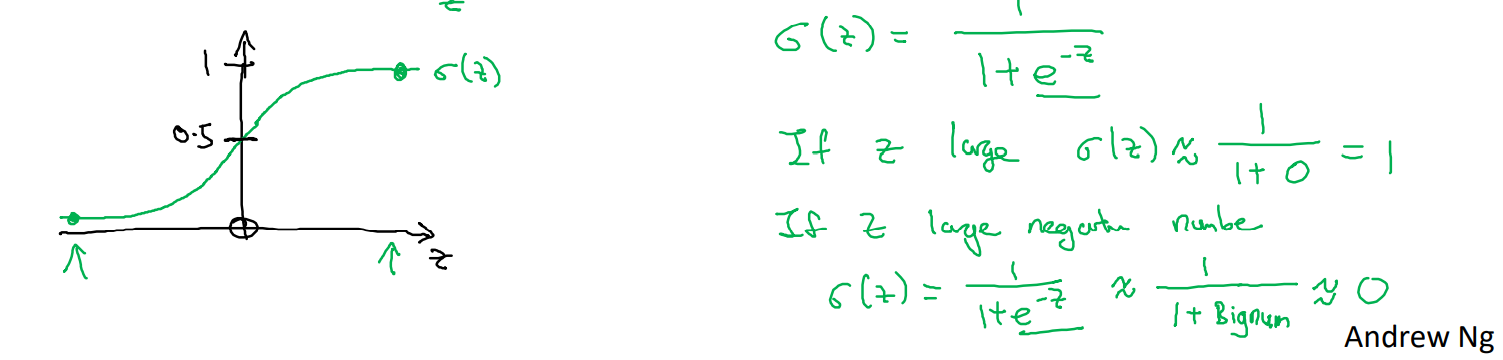 z
1
σ(z)
0.5
z
σ(z) = 1 / (1 + e^{-z})
If z large σ(z) ≈ 1 / (1 + 0) = 1
If z large negative number
σ(z) = 1 / (1 + e^{-z}) ≈ 1 / (1 + Bignum) ≈ 0
Andrew Ng